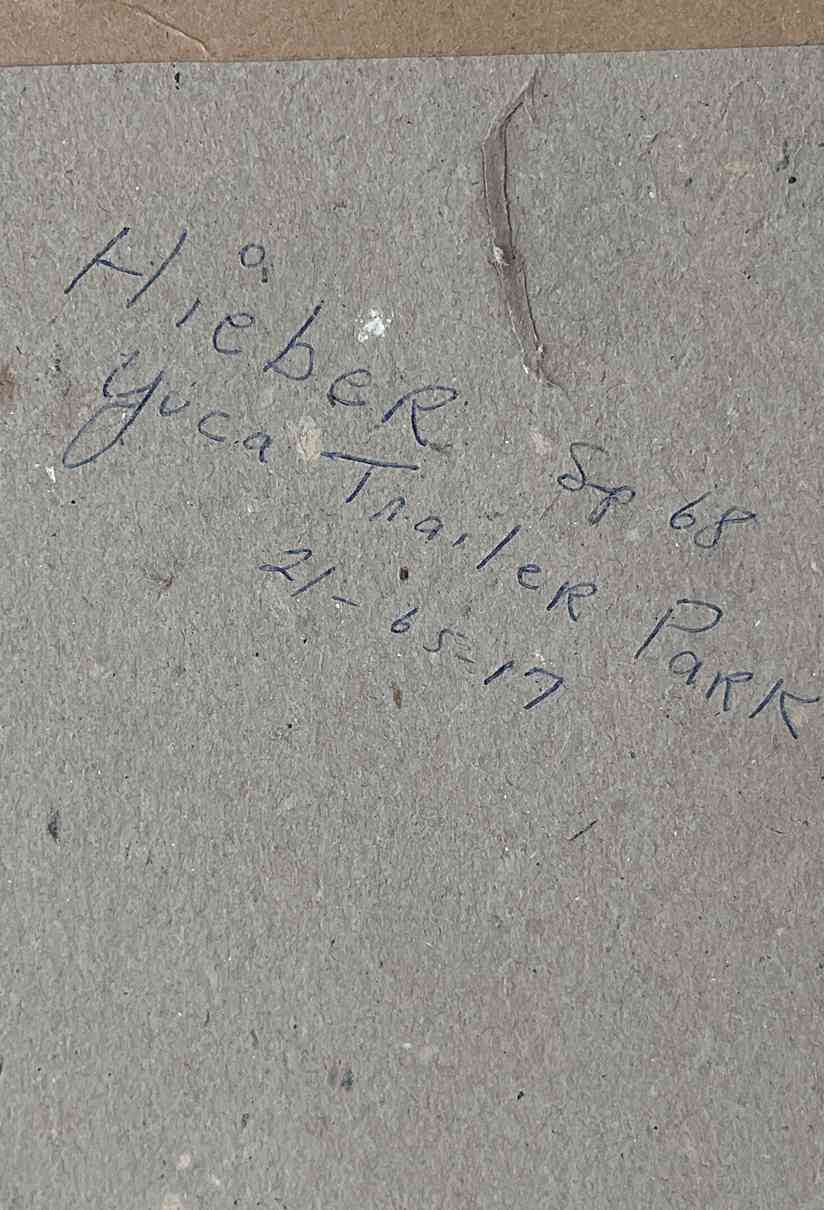 HiebeR Sp 68
Yuca TraileR PaRK
21-65-17